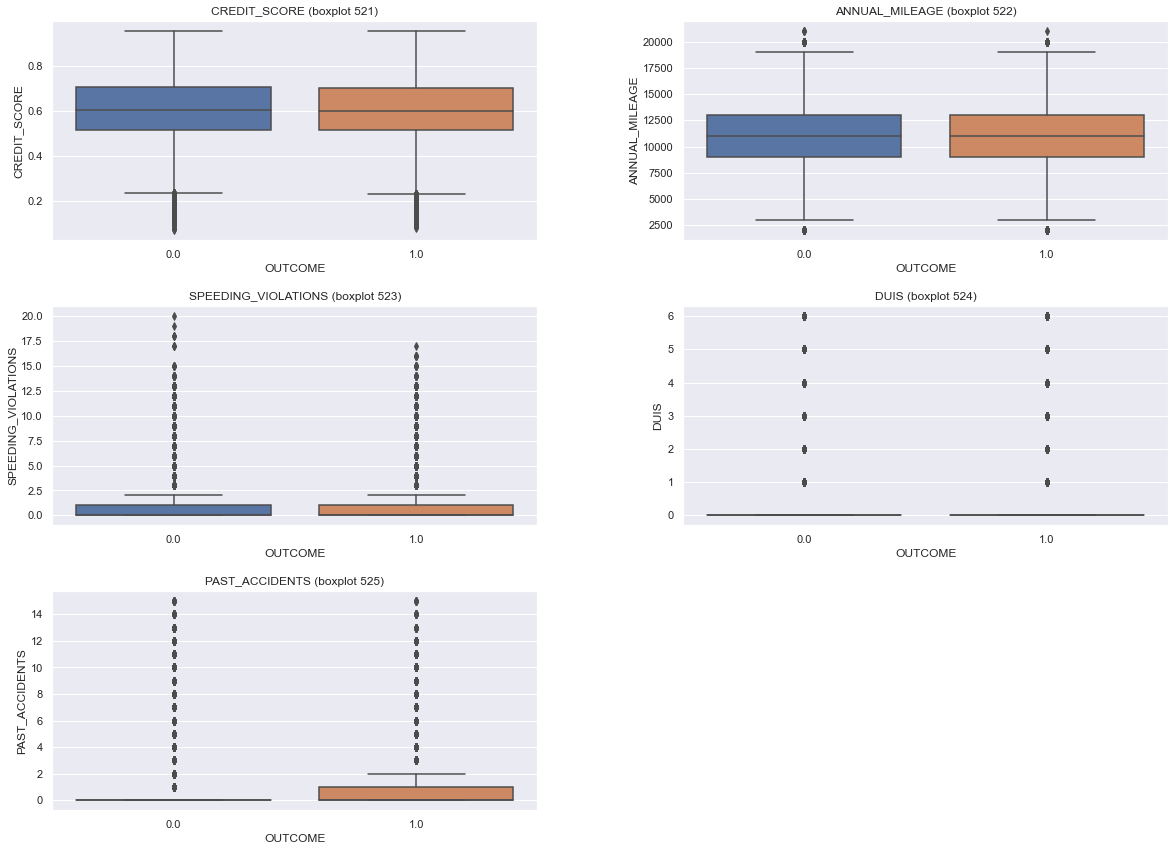 CREDIT_SCORE (boxplot 521)
CREDIT_SCORE
0.8
0.6
0.4
0.2
0.0 1.0
OUTCOME
ANNUAL_MILEAGE (boxplot 522)
ANNUAL_MILEAGE
20000
17500
15000
12500
10000
7500
5000
2500
0.0 1.0
OUTCOME
SPEEDING_VIOLATIONS (boxplot 523)
SPEEDING_VIOLATIONS
20.0
17.5
15.0
12.5
10.0
7.5
5.0
2.5
0.0
0.0 1.0
OUTCOME
DUIS (boxplot 524)
DUIS
6
5
4
3
2
1
0
0.0 1.0
OUTCOME
PAST_ACCIDENTS (boxplot 525)
PAST_ACCIDENTS
14
12
10
8
6
4
2
0
0.0 1.0
OUTCOME